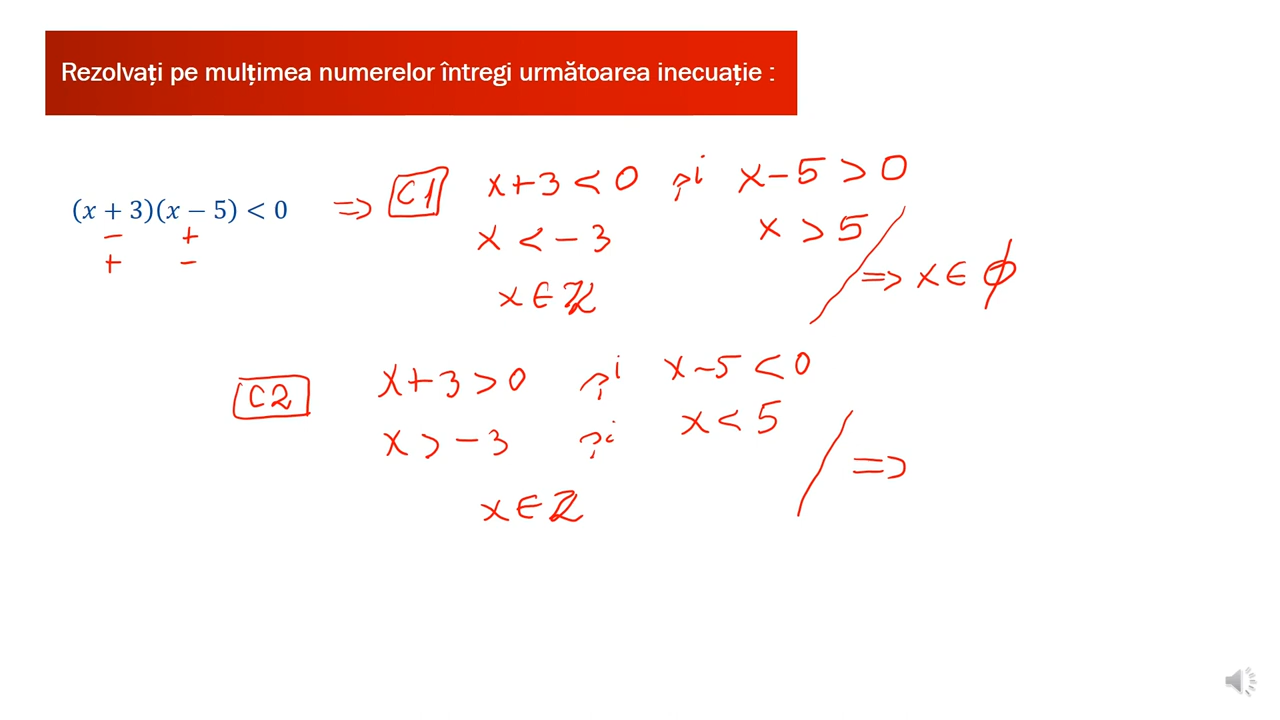 Rezolvați pe mulțimea numerelor întregi următoarea inecuație :
(x + 3)(x − 5) < 0 => C1 x+3 < 0 și x−5 > 0
− +
+ −
x < −3 x > 5
x ∈ ℤ => x ∈ ∅
C2 x+3 > 0 și x−5 < 0
x > −3 și x < 5
x ∈ ℤ =>